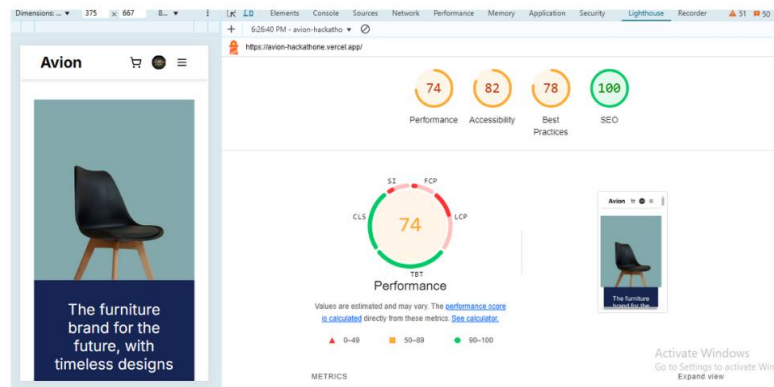 Dimensions: ... ▼ 375 × 667 8... ▼
Elements Console Sources Network Performance Memory Application Security Lighthouse Recorder 51 50
+ 6:26:40 PM - avion-hackatho ▼
https://avion-hackathone.vercel.app/
Avion
The furniture
brand for the
future, with
timeless designs
74 82 78 100
Performance Accessibility Best SEO
Practices
SI FCP
CLS LCP
74
TBT
Performance
Values are estimated and may vary. The performance score
is calculated directly from these metrics. See calculator.
0–49 50–89 90–100
METRICS
Avion
The furniture
brand for the
Activate Windows
Go to Settings to activate Win
Expand view